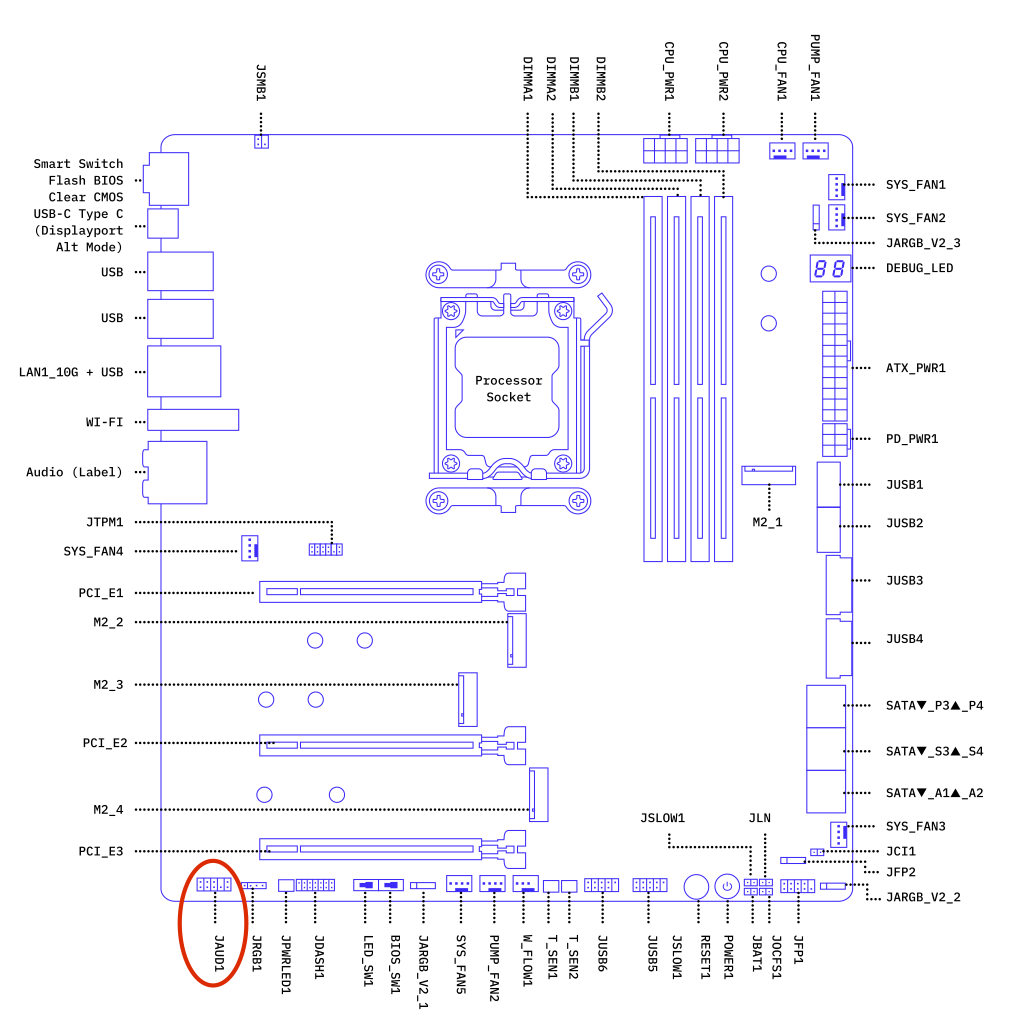 JSMB1
DIMMA1
DIMMA2
DIMMB1
DIMMB2
CPU_PWR1
CPU_PWR2
CPU_FAN1
PUMP_FAN1
Smart Switch
Flash BIOS
Clear CMOS
USB-C Type C
(Displayport
Alt Mode)
USB
USB
LAN1_10G + USB
WI-FI
Audio (Label)
JTPM1
SYS_FAN4
PCI_E1
M2_2
M2_3
PCI_E2
M2_4
PCI_E3
Processor
Socket
M2_1
88
SYS_FAN1
SYS_FAN2
JARGB_V2_3
DEBUG_LED
ATX_PWR1
PD_PWR1
JUSB1
JUSB2
JUSB3
JUSB4
SATA▼_P3▲_P4
SATA▼_S3▲_S4
SATA▼_A1▲_A2
SYS_FAN3
JCI1
JFP2
JARGB_V2_2
JSLOW1
JLN
JAUD1
JRGB1
JPWRLED1
JDASH1
LED_SW1
BIOS_SW1
JARGB_V2_1
SYS_FAN5
PUMP_FAN2
W_FLOW1
T_SEN1
T_SEN2
JUSB6
JUSB5
JSLOW1
RESET1
POWER1
JBAT1
JOCFS1
JFP1